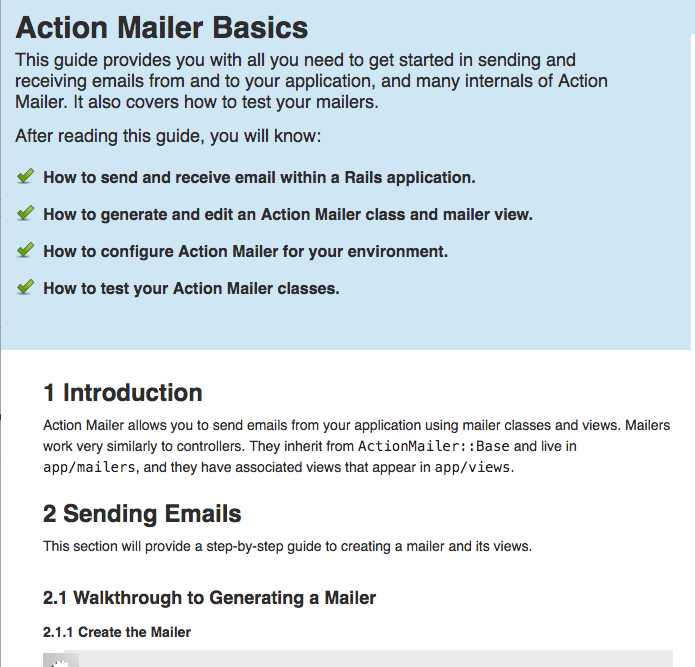 Action Mailer Basics
This guide provides you with all you need to get started in sending and
receiving emails from and to your application, and many internals of Action
Mailer. It also covers how to test your mailers.
After reading this guide, you will know:
How to send and receive email within a Rails application.
How to generate and edit an Action Mailer class and mailer view.
How to configure Action Mailer for your environment.
How to test your Action Mailer classes.
1 Introduction
Action Mailer allows you to send emails from your application using mailer classes and views. Mailers
work very similarly to controllers. They inherit from ActionMailer::Base and live in
app/mailers, and they have associated views that appear in app/views.
2 Sending Emails
This section will provide a step-by-step guide to creating a mailer and its views.
2.1 Walkthrough to Generating a Mailer
2.1.1 Create the Mailer